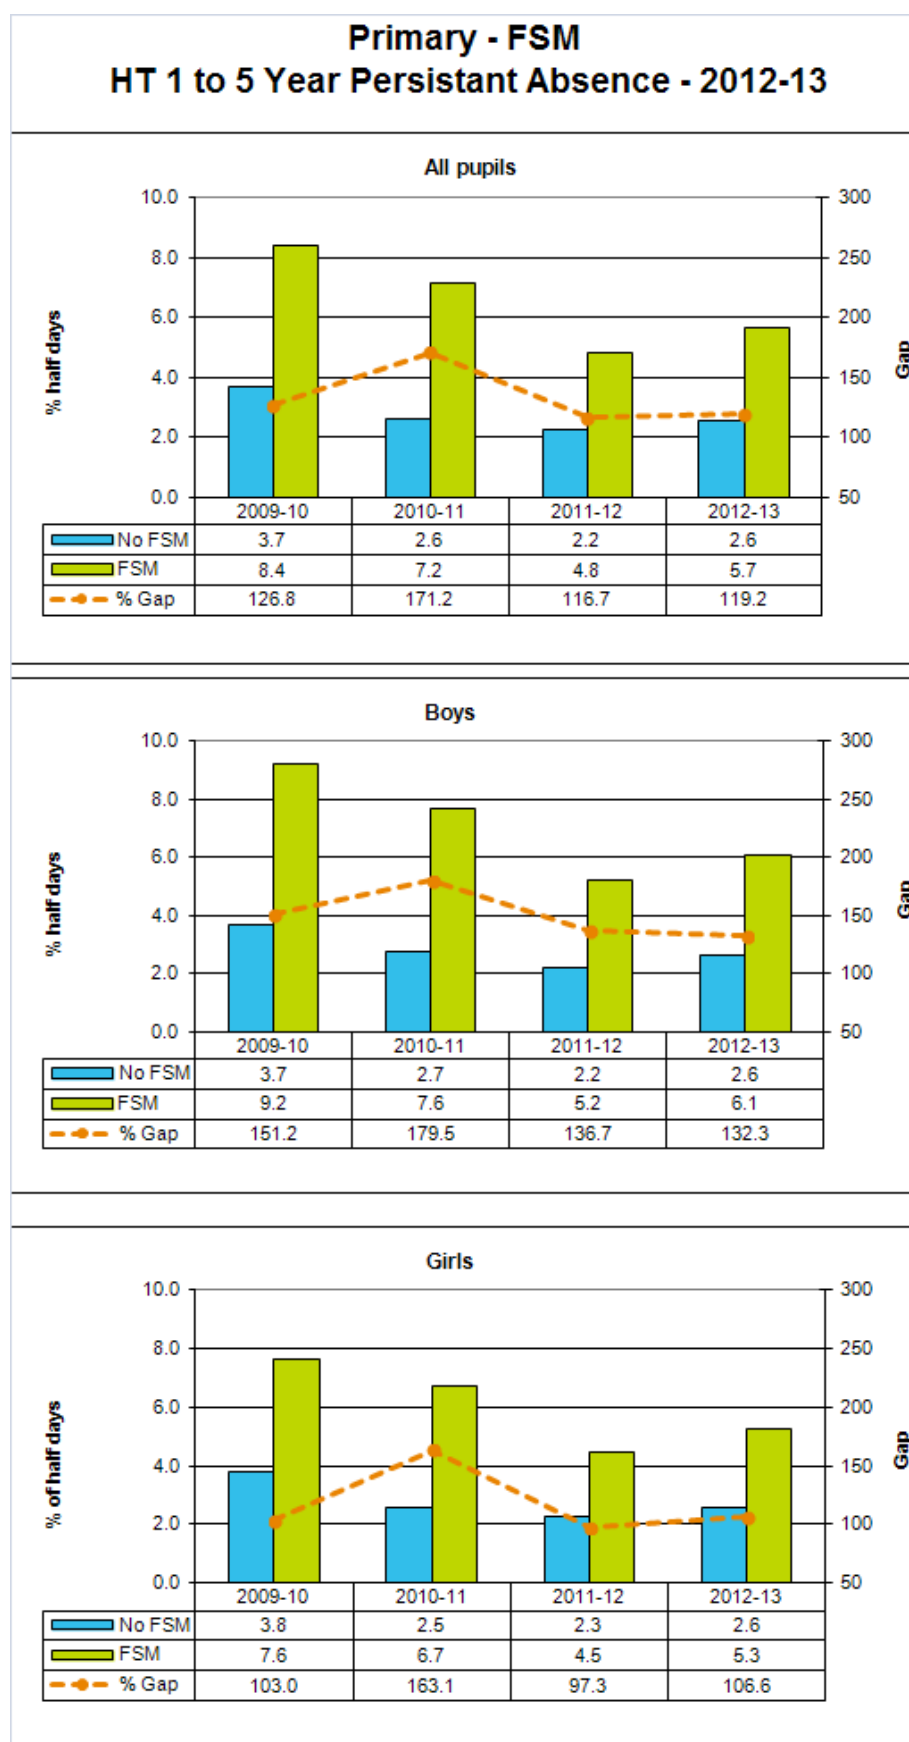 Primary - FSM
HT 1 to 5 Year Persistant Absence - 2012-13
All pupils
10.0 300
8.0 250
6.0 200
4.0 150
2.0 100
0.0 50
% half days
Gap
2009-10 2010-11 2011-12 2012-13
No FSM 3.7 2.6 2.2 2.6
FSM 8.4 7.2 4.8 5.7
% Gap 126.8 171.2 116.7 119.2
Boys
10.0 300
8.0 250
6.0 200
4.0 150
2.0 100
0.0 50
% half days
Gap
2009-10 2010-11 2011-12 2012-13
No FSM 3.7 2.7 2.2 2.6
FSM 9.2 7.6 5.2 6.1
% Gap 151.2 179.5 136.7 132.3
Girls
10.0 300
8.0 250
6.0 200
4.0 150
2.0 100
0.0 50
% of half days
Gap
2009-10 2010-11 2011-12 2012-13
No FSM 3.8 2.5 2.3 2.6
FSM 7.6 6.7 4.5 5.3
% Gap 103.0 163.1 97.3 106.6